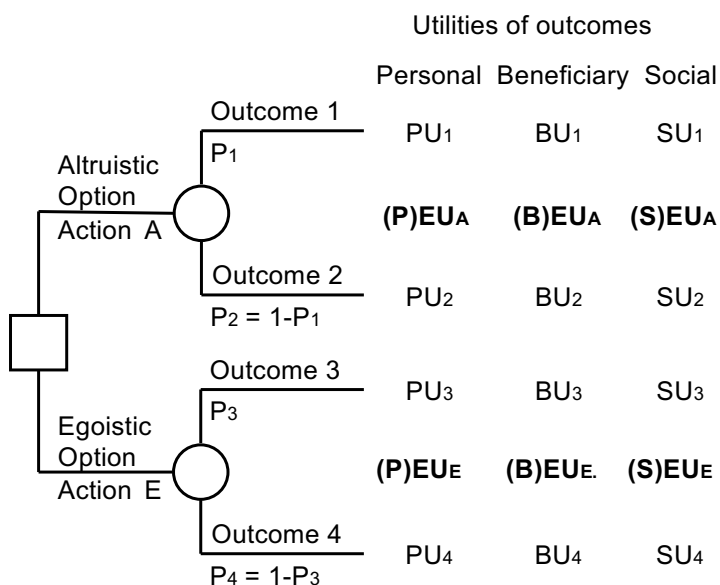 Utilities of outcomes
Personal Beneficiary Social
Outcome 1
P₁
PU₁ BU₁ SU₁
Altruistic
Option
Action A
(P)EUA (B)EUA (S)EUA
Outcome 2
P₂ = 1-P₁
PU₂ BU₂ SU₂
Outcome 3
P₃
PU₃ BU₃ SU₃
Egoistic
Option
Action E
(P)EUE (B)EUE. (S)EUE
Outcome 4
P₄ = 1-P₃
PU₄ BU₄ SU₄